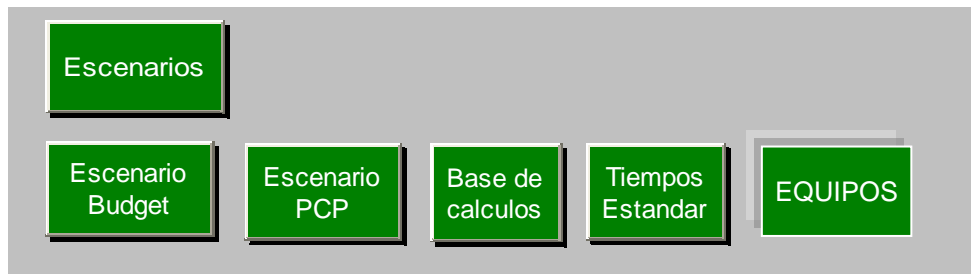 Escenarios
Escenario
Budget
Escenario
PCP
Base de
calculos
Tiempos
Estandar
EQUIPOS